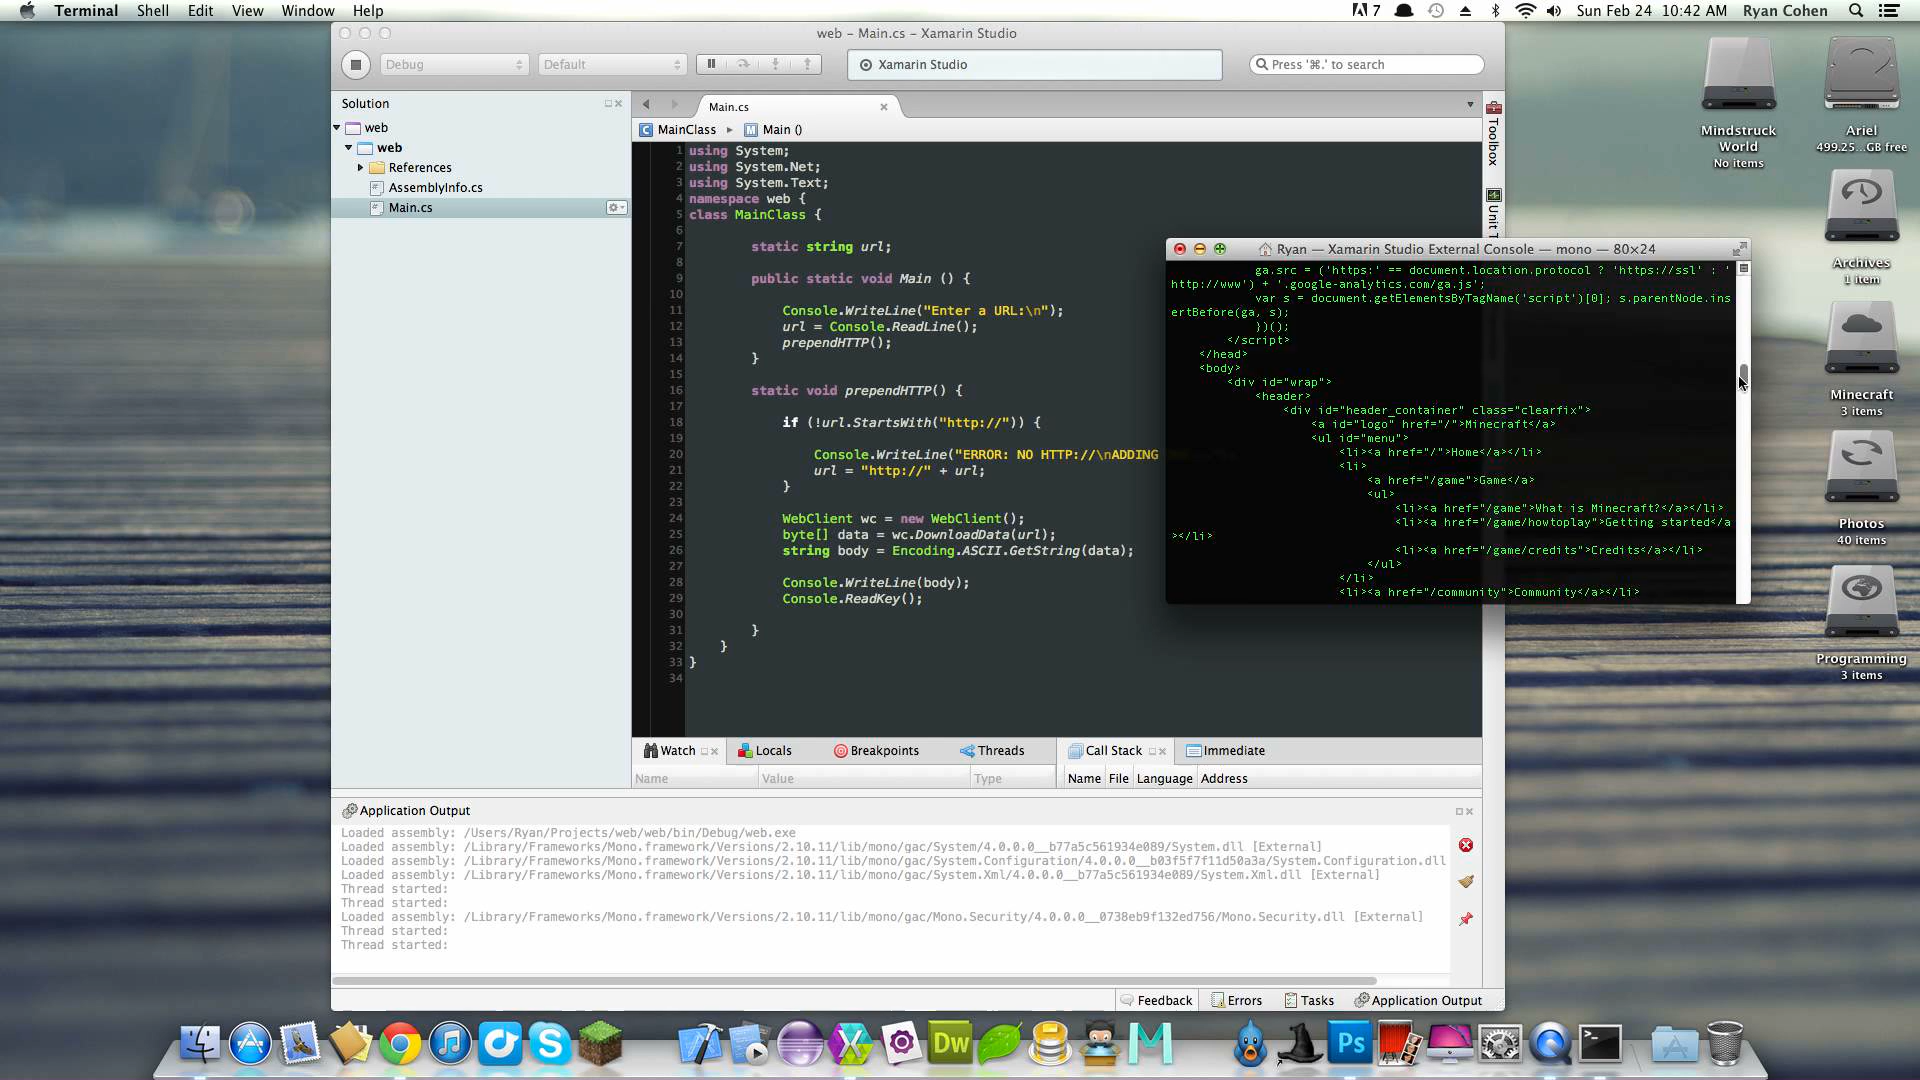 Terminal Shell Edit View Window Help
7 Sun Feb 24 10:42 AM Ryan Cohen
web – Main.cs – Xamarin Studio
Debug Default Xamarin Studio Press '⌘.' to search
Solution
web
web
References
AssemblyInfo.cs
Main.cs
Main.cs
MainClass ▸ Main ()
1 using System;
2 using System.Net;
3 using System.Text;
4 namespace web {
5 class MainClass {
6
7 static string url;
8
9 public static void Main () {
10
11 Console.WriteLine("Enter a URL:\n");
12 url = Console.ReadLine();
13 prependHTTP();
14 }
15
16 static void prependHTTP() {
17
18 if (!url.StartsWith("http://")) {
19
20 Console.WriteLine("ERROR: NO HTTP://\nADDING
21 url = "http://" + url;
22 }
23
24 WebClient wc = new WebClient();
25 byte[] data = wc.DownloadData(url);
26 string body = Encoding.ASCII.GetString(data);
27
28 Console.WriteLine(body);
29 Console.ReadKey();
30
31 }
32 }
33 }
34
Toolbox
Unit T
Ryan — Xamarin Studio External Console — mono — 80×24
ga.src = ('https:' == document.location.protocol ? 'https://ssl' : '
http://www') + '.google-analytics.com/ga.js';
var s = document.getElementsByTagName('script')[0]; s.parentNode.ins
ertBefore(ga, s);
})();
</script>
</head>
<body>
<div id="wrap">
<header>
<div id="header_container" class="clearfix">
<a id="logo" href="/">Minecraft</a>
<ul id="menu">
<li><a href="/">Home</a></li>
<li>
<a href="/game">Game</a>
<ul>
<li><a href="/game">What is Minecraft?</a></li>
<li><a href="/game/howtoplay">Getting started</a
></li>
<li><a href="/game/credits">Credits</a></li>
</ul>
</li>
<li><a href="/community">Community</a></li>
Mindstruck
World
No items
Ariel
499.25...GB free
Archives
1 item
Minecraft
3 items
Photos
40 items
Programming
3 items
Watch Locals Breakpoints Threads Call Stack Immediate
Name Value Type Name File Language Address
Application Output
Loaded assembly: /Users/Ryan/Projects/web/web/bin/Debug/web.exe
Loaded assembly: /Library/Frameworks/Mono.framework/Versions/2.10.11/lib/mono/gac/System/4.0.0.0__b77a5c561934e089/System.dll [External]
Loaded assembly: /Library/Frameworks/Mono.framework/Versions/2.10.11/lib/mono/gac/System.Configuration/4.0.0.0__b03f5f7f11d50a3a/System.Configuration.dll
Loaded assembly: /Library/Frameworks/Mono.framework/Versions/2.10.11/lib/mono/gac/System.Xml/4.0.0.0__b77a5c561934e089/System.Xml.dll [External]
Thread started:
Thread started:
Loaded assembly: /Library/Frameworks/Mono.framework/Versions/2.10.11/lib/mono/gac/Mono.Security/4.0.0.0__0738eb9f132ed756/Mono.Security.dll [External]
Thread started:
Thread started:
Feedback Errors Tasks Application Output
Dw
Ps